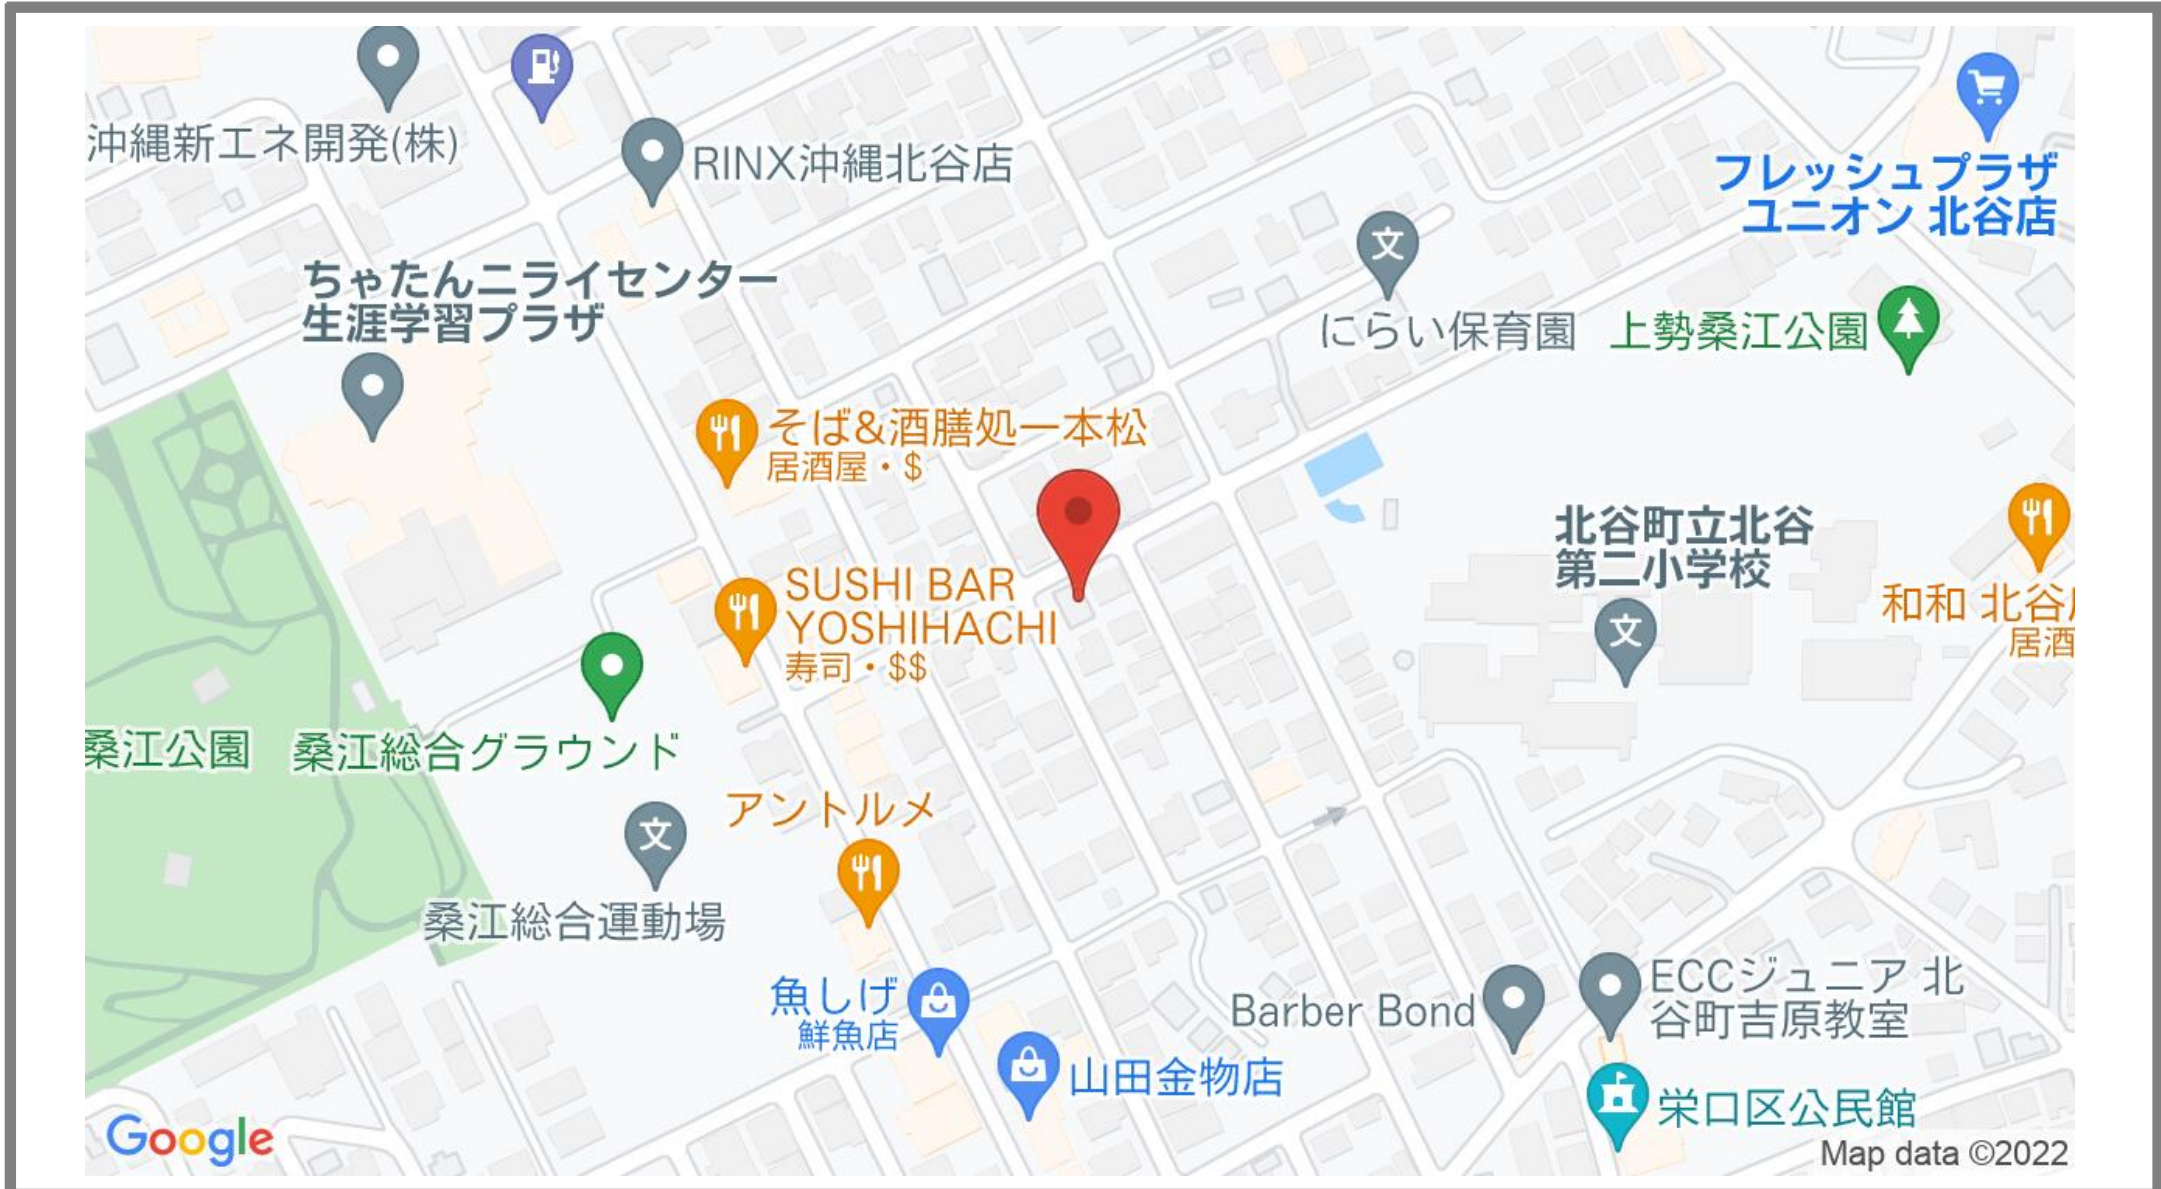 沖縄新エネ開発(株)
RINX沖縄北谷店
フレッシュプラザ
ユニオン 北谷店
ちゃたんニライセンター
生涯学習プラザ
文
にらい保育園
上勢桑江公園
そば&酒膳処一本松
居酒屋・$
北谷町立北谷
第二小学校
文
和和 北谷
居酒
SUSHI BAR
YOSHIHACHI
寿司・$$
桑江公園
桑江総合グラウンド
アントルメ
文
桑江総合運動場
魚しげ
鮮魚店
山田金物店
Barber Bond
ECCジュニア 北
谷町吉原教室
栄口区公民館
Google
Map data ©2022